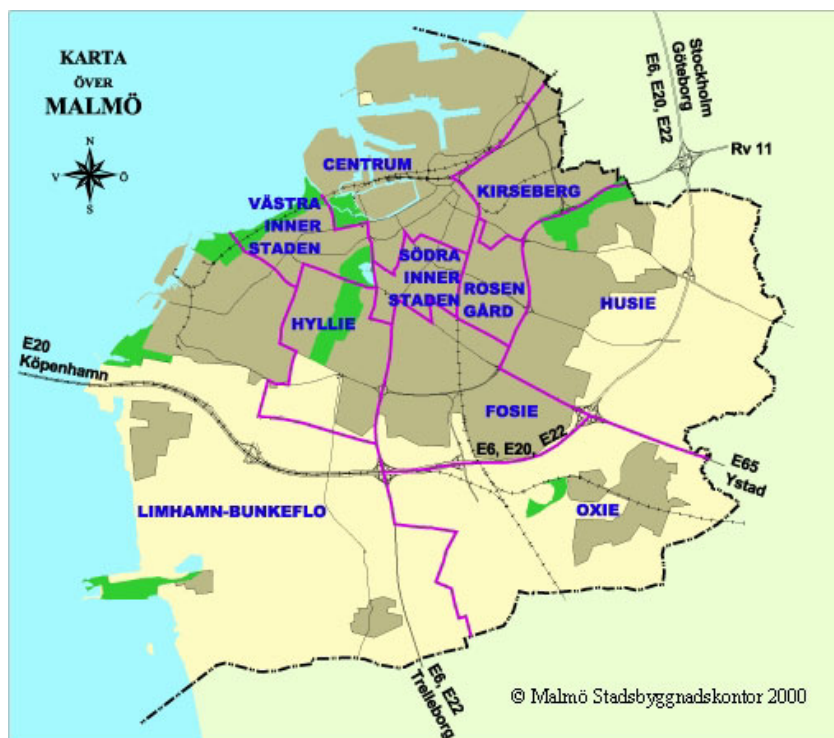 KARTA
ÖVER
MALMÖ
N
V
Ö
S
Stockholm
Göteborg
E6, E20, E22
Rv 11
CENTRUM
KIRSEBERG
VÄSTRA
INNER
STADEN
SÖDRA
INNER
STADEN
ROSEN
GÅRD
HUSIE
HYLLIE
E20
Köpenhamn
FOSIE
E6, E20, E22
E65
Ystad
LIMHAMN-BUNKEFLO
OXIE
E6, E22
Trelleborg
© Malmö Stadsbyggnadskontor 2000